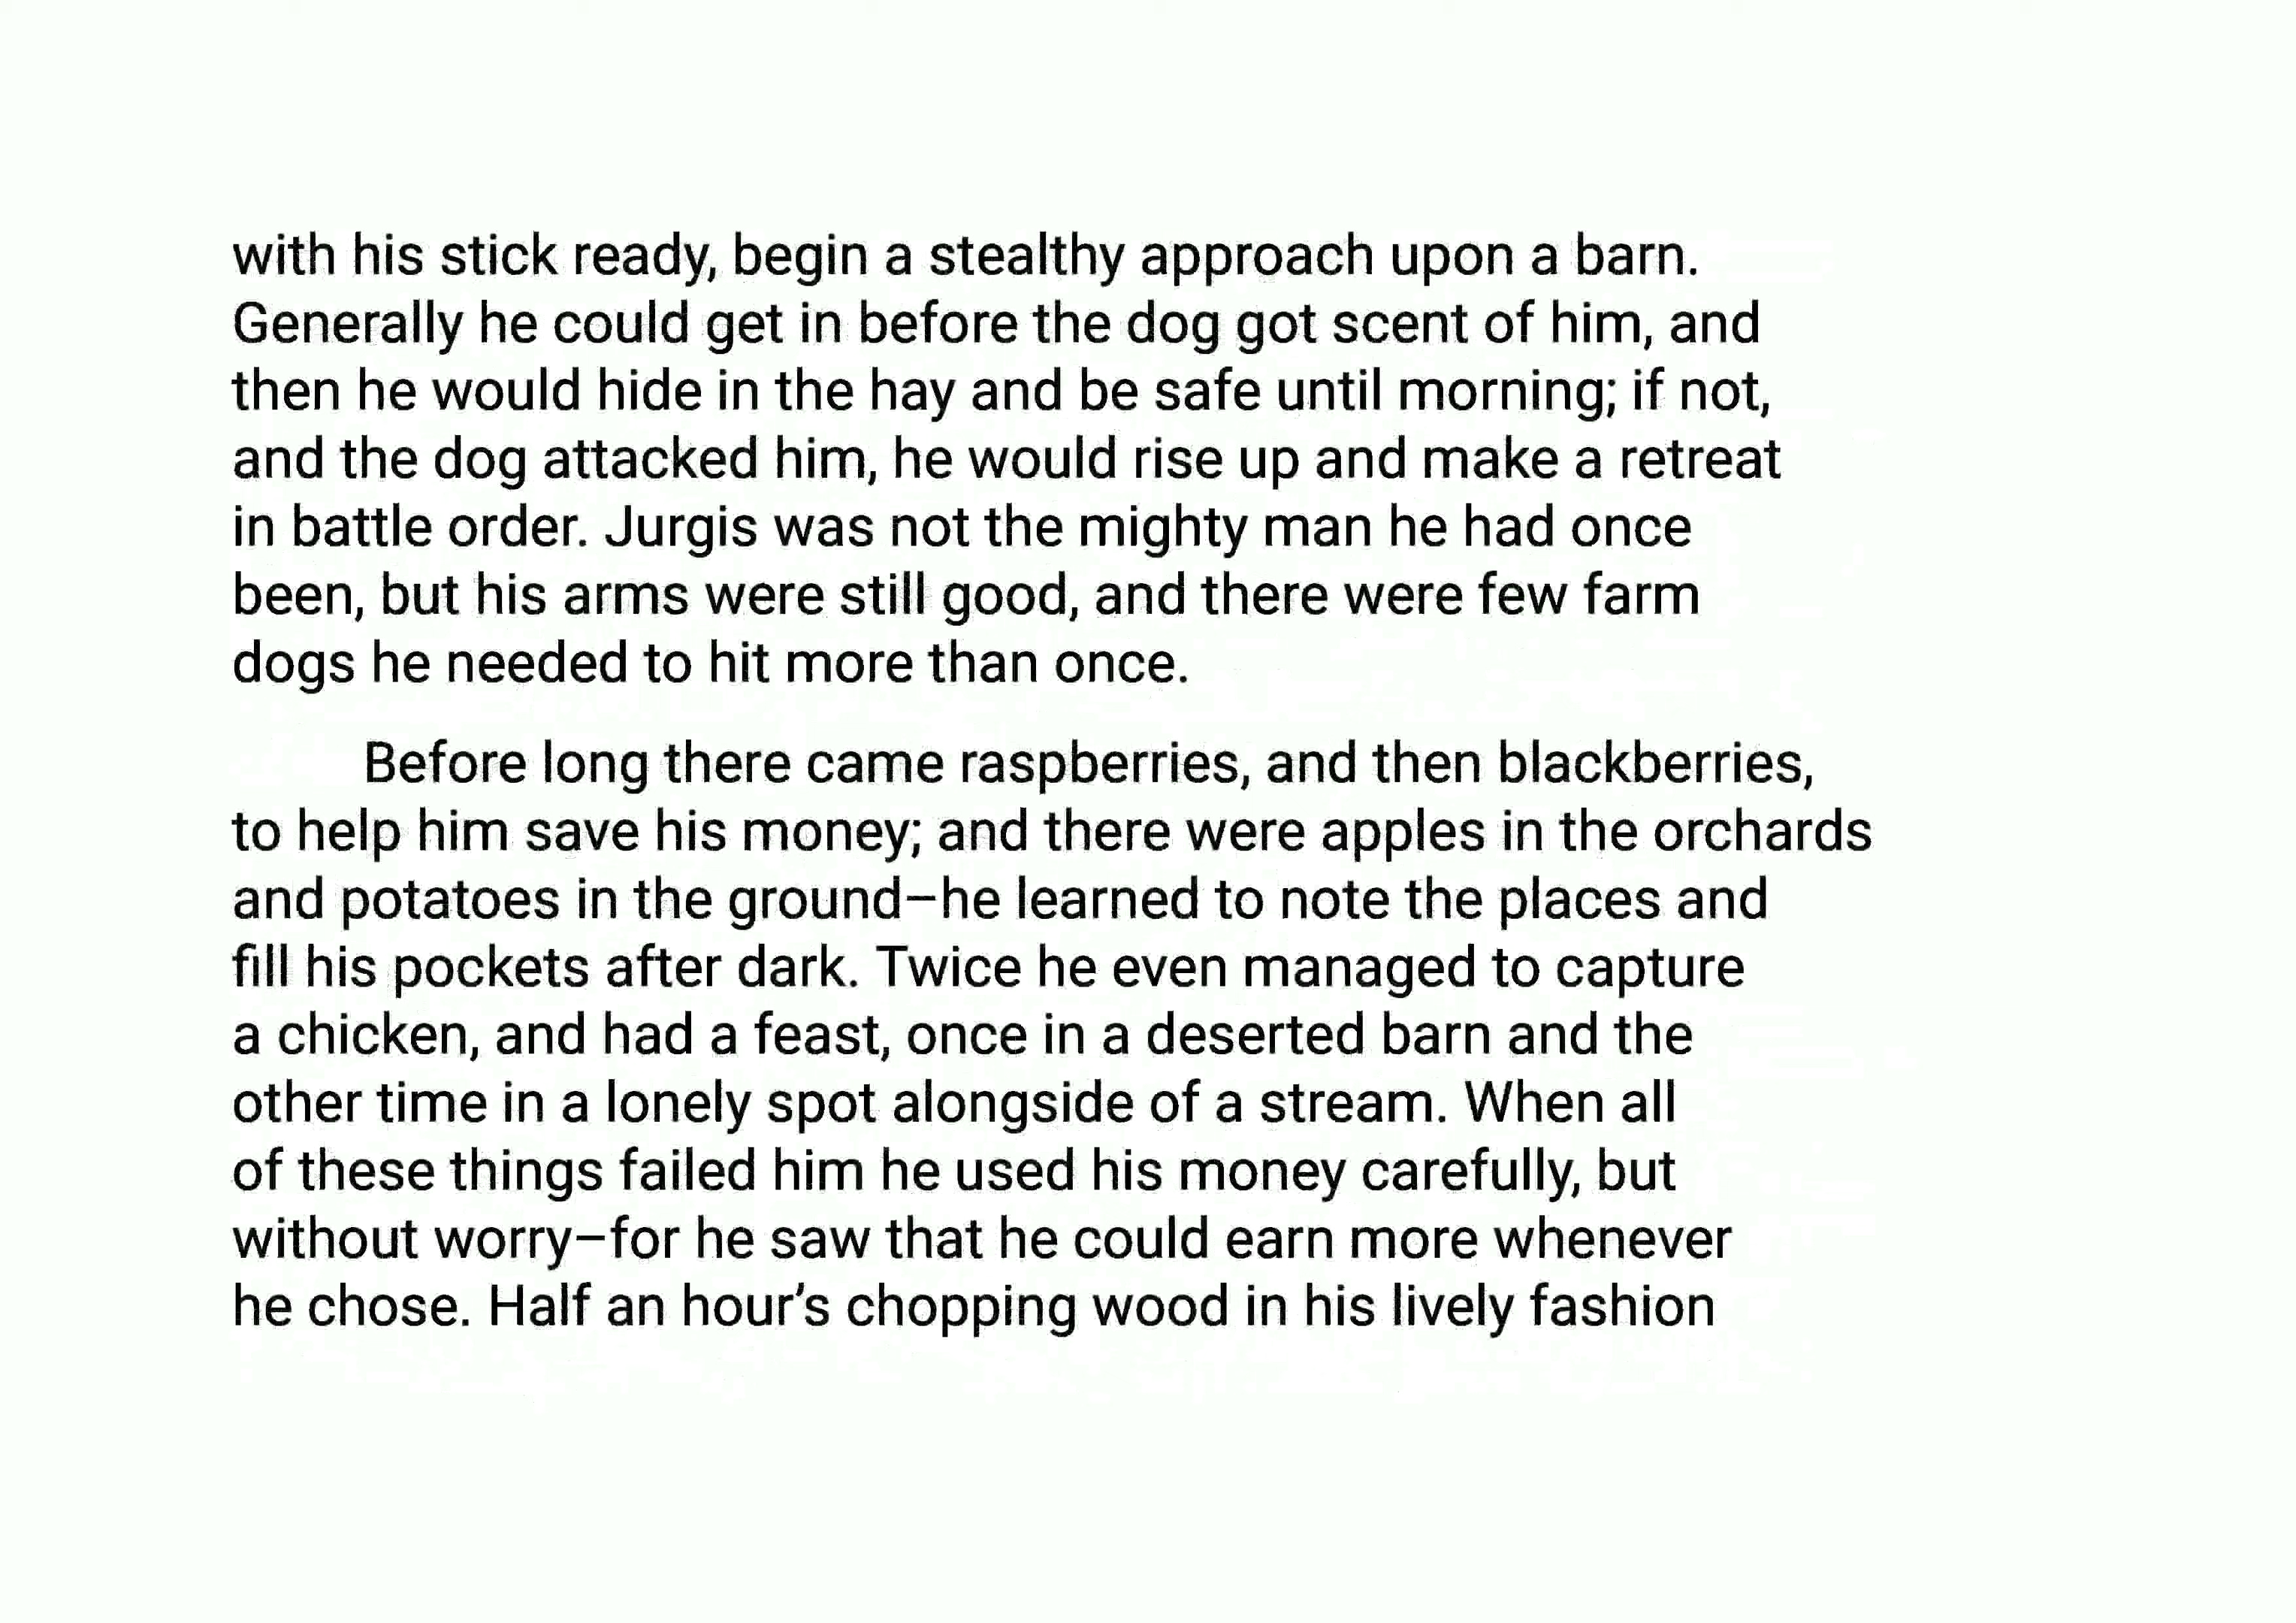 with his stick ready, begin a stealthy approach upon a barn.
Generally he could get in before the dog got scent of him, and
then he would hide in the hay and be safe until morning; if not,
and the dog attacked him, he would rise up and make a retreat
in battle order. Jurgis was not the mighty man he had once
been, but his arms were still good, and there were few farm
dogs he needed to hit more than once.
Before long there came raspberries, and then blackberries,
to help him save his money; and there were apples in the orchards
and potatoes in the ground–he learned to note the places and
fill his pockets after dark. Twice he even managed to capture
a chicken, and had a feast, once in a deserted barn and the
other time in a lonely spot alongside of a stream. When all
of these things failed him he used his money carefully, but
without worry–for he saw that he could earn more whenever
he chose. Half an hour’s chopping wood in his lively fashion